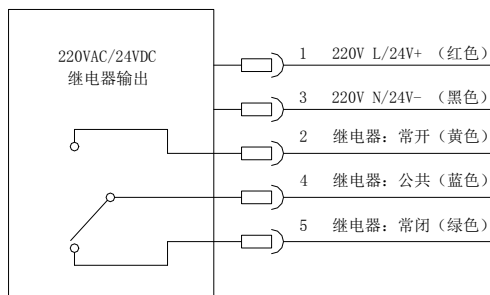 220VAC/24VDC
继电器输出
1 220V L/24V+ （红色）
3 220V N/24V- （黑色）
2 继电器：常开（黄色）
4 继电器：公共（蓝色）
5 继电器：常闭（绿色）